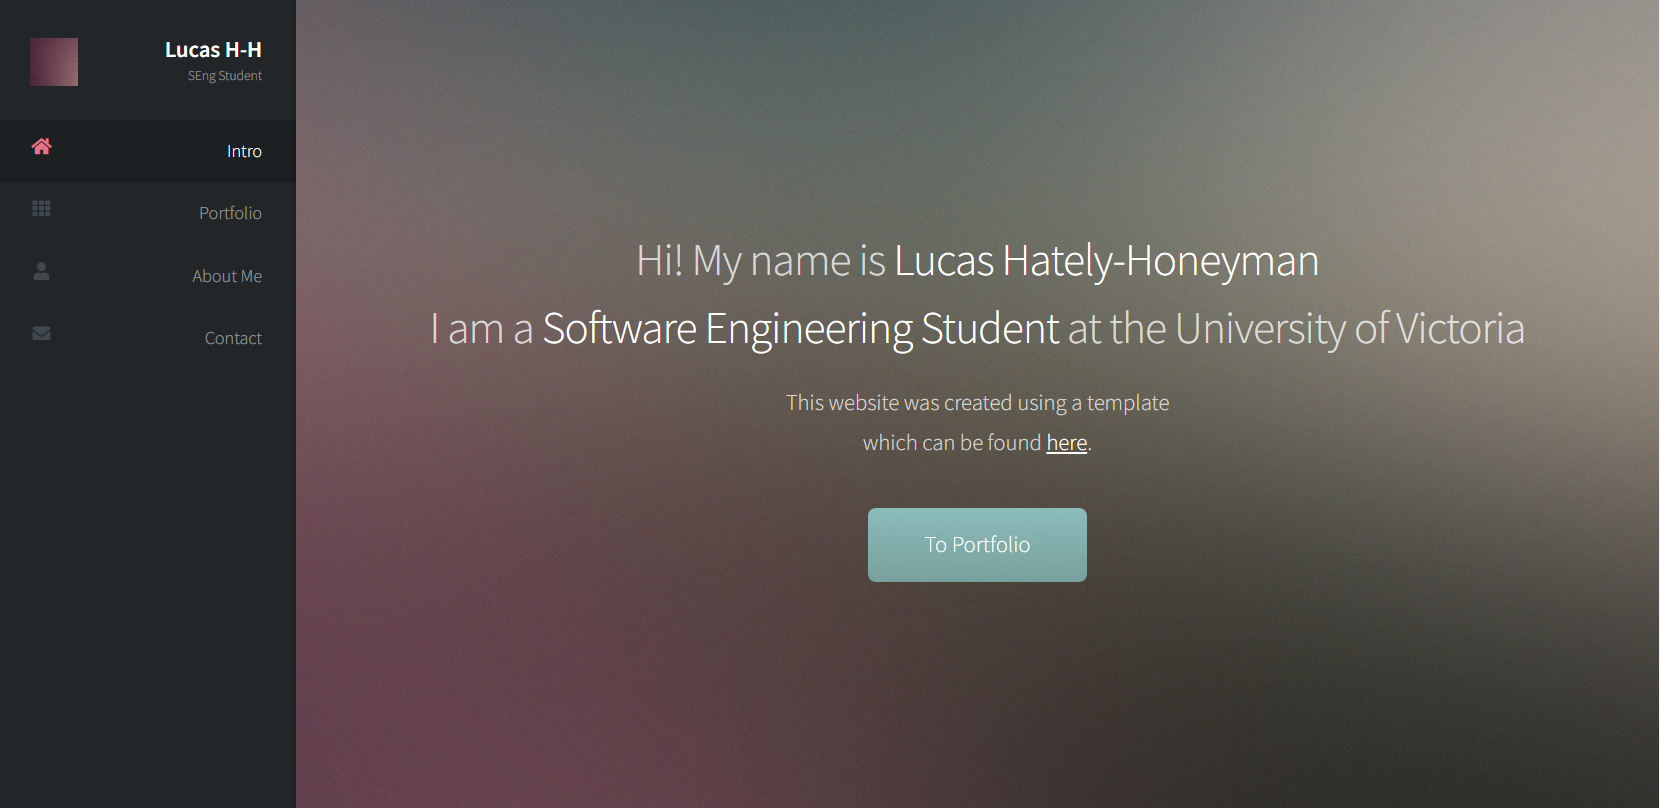 Lucas H-H
SEng Student
Intro
Portfolio
About Me
Contact
Hi! My name is Lucas Hately-Honeyman
I am a Software Engineering Student at the University of Victoria
This website was created using a template
which can be found here.
To Portfolio